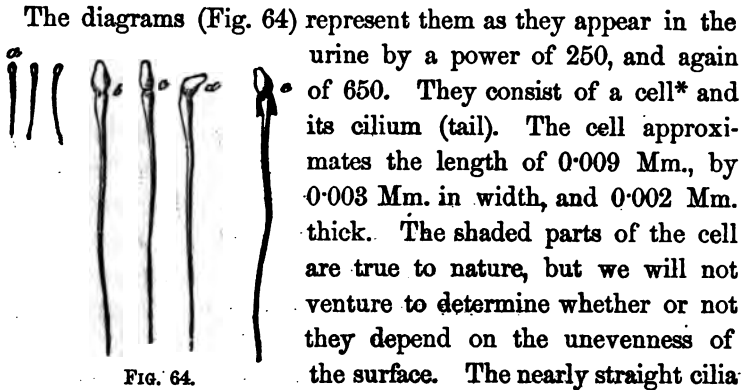 The diagrams (Fig. 64) represent them as they appear in the
urine by a power of 250, and again
of 650. They consist of a cell* and
its cilium (tail). The cell approxi-
mates the length of 0·009 Mm., by
0·003 Mm. in width, and 0·002 Mm.
thick. The shaded parts of the cell
are true to nature, but we will not
venture to determine whether or not
they depend on the unevenness of
the surface. The nearly straight cilia
FIG. 64.